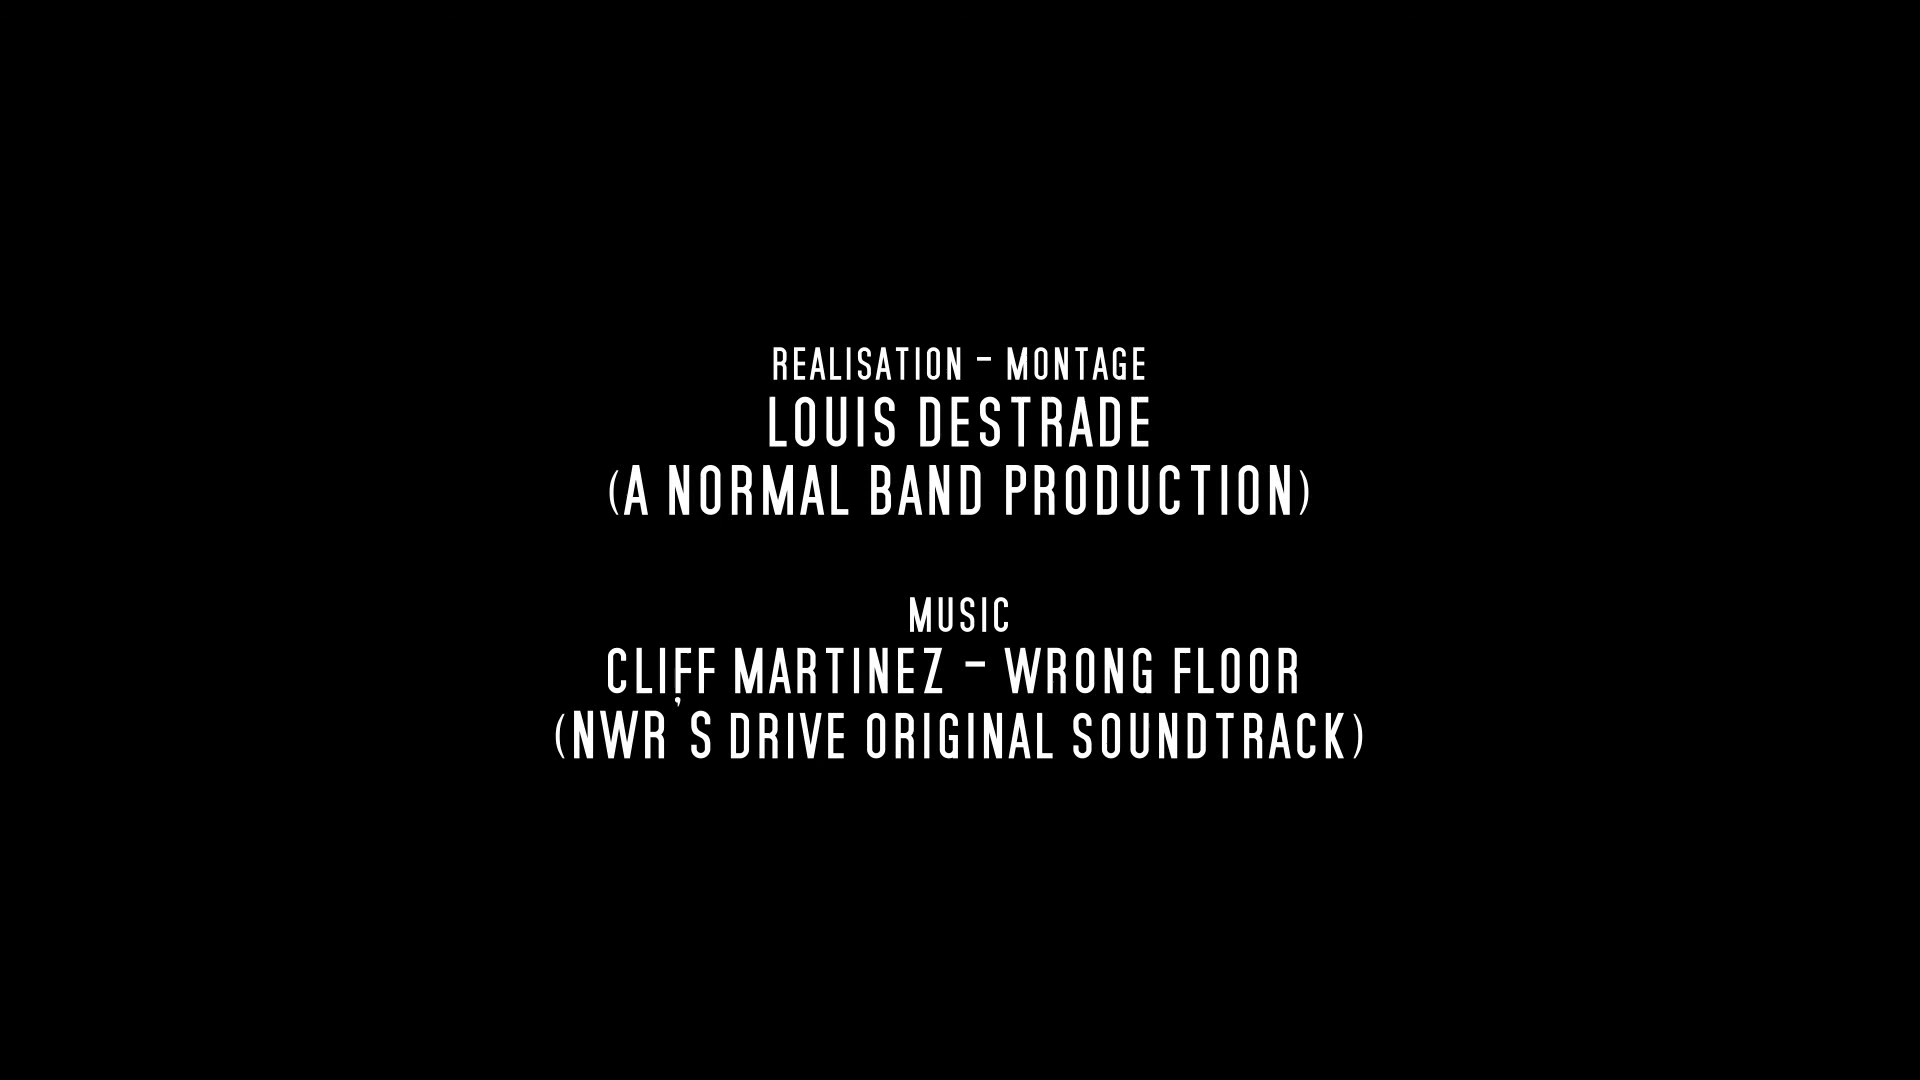 REALISATION - MONTAGE
LOUIS DESTRADE
(A NORMAL BAND PRODUCTION)
MUSIC
CLIFF MARTINEZ - WRONG FLOOR
(NWR'S DRIVE ORIGINAL SOUNDTRACK)